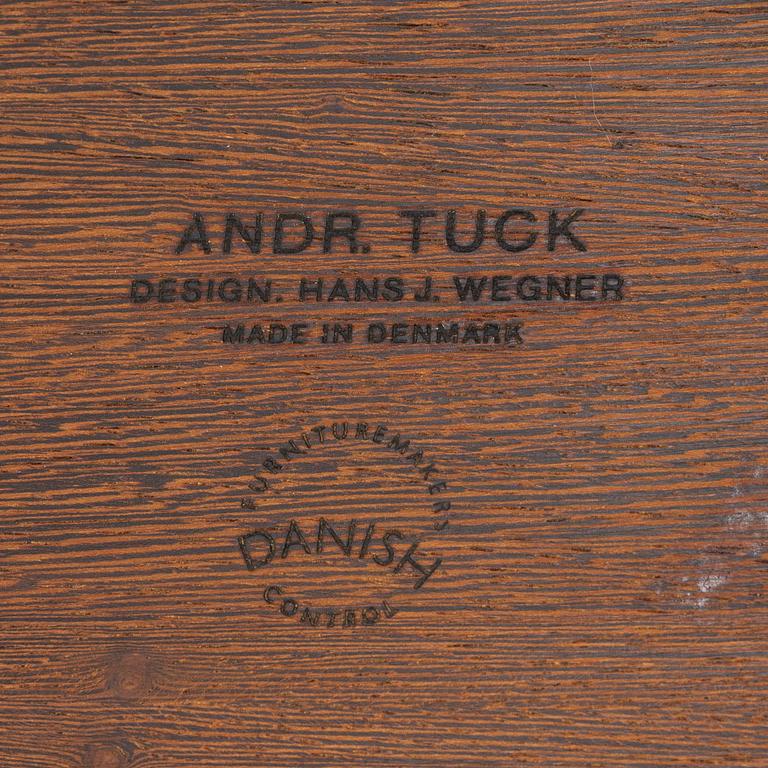 ANDR. TUCK
DESIGN. HANS J. WEGNER
MADE IN DENMARK
FURNITUREMAKERS
DANISH
CONTROL